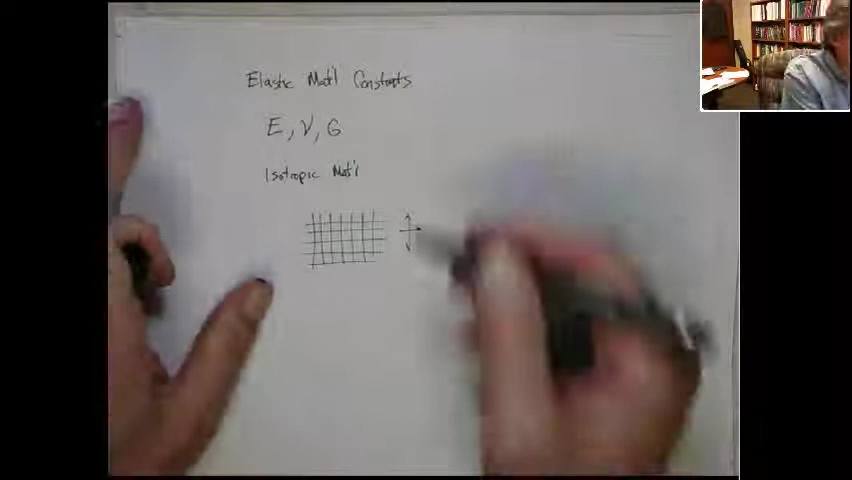 Elastic Mat'l Constants
E, ν, G
Isotropic Mat'l